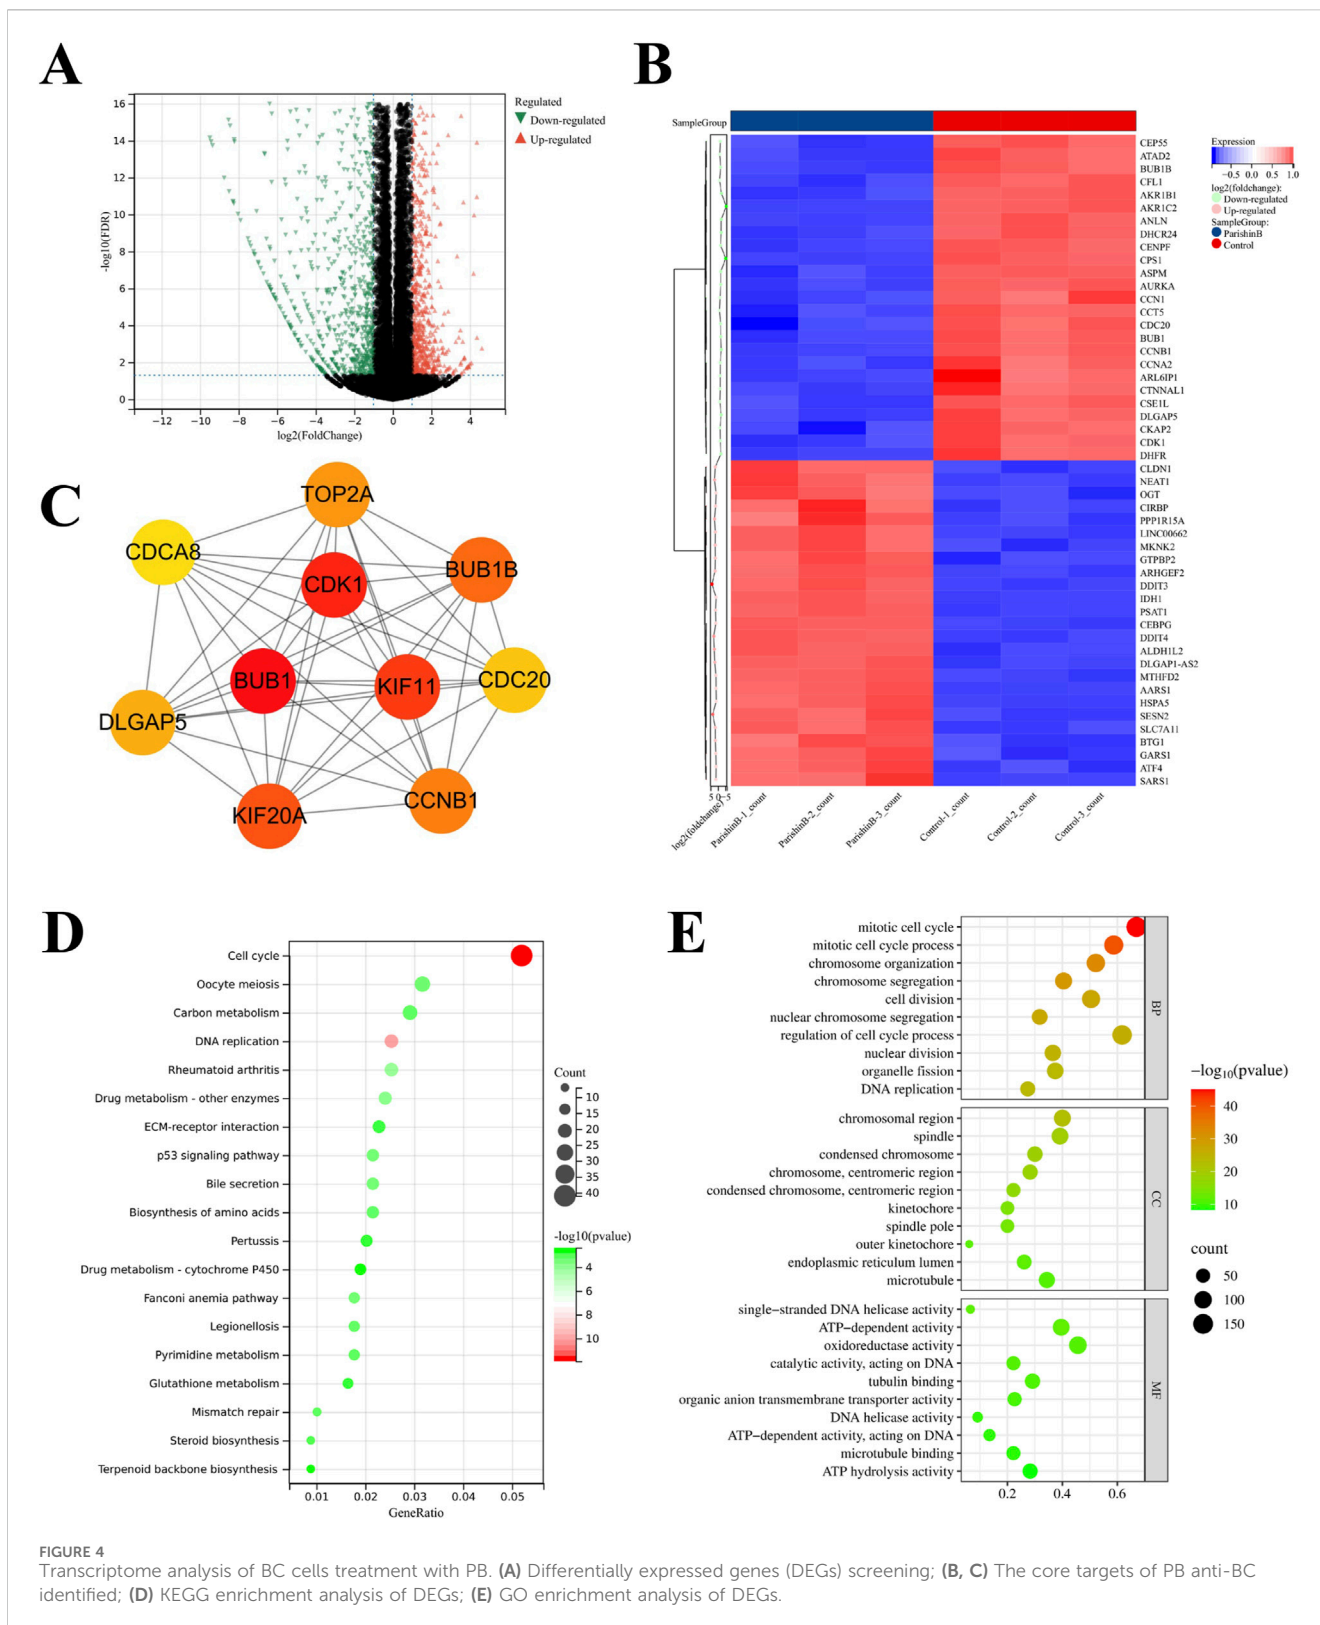 A
16
14
12
10
8
6
4
2
0
-log10(FDR)
−12
−10
−8
−6
−4
−2
0
2
4
log2(FoldChange)
Regulated
Down-regulated
Up-regulated
B
SampleGroup
CEP55
ATAD2
BUB1B
CFL1
AKR1B1
AKR1C2
ANLN
DHCR24
CENPF
CPS1
ASPM
AURKA
CCN1
CCT5
CDC20
BUB1
CCNB1
CCNA2
ARL6IP1
CTNNAL1
CSE1L
DLGAP5
CKAP2
CDK1
DHFR
CLDN1
NEAT1
OGT
CIRBP
PPP1R15A
LINC00662
MKNK2
GTPBP2
ARHGEF2
DDIT3
IDH1
PSAT1
CEBPG
DDIT4
ALDH1L2
DLGAP1-AS2
MTHFD2
AARS1
HSPA5
SESN2
SLC7A11
BTG1
GARS1
ATF4
SARS1
5
0
−5
log2(foldchange)
ParishinB-1_count
ParishinB-2_count
ParishinB-3_count
Control-1_count
Control-2_count
Control-3_count
Expression
−0.5 0.0 0.5 1.0
log2(foldchange):
Down-regulated
Up-regulated
SampleGroup:
ParishinB
Control
C
TOP2A
CDCA8
BUB1B
CDK1
BUB1
KIF11
CDC20
DLGAP5
KIF20A
CCNB1
D
Cell cycle
Oocyte meiosis
Carbon metabolism
DNA replication
Rheumatoid arthritis
Drug metabolism - other enzymes
ECM-receptor interaction
p53 signaling pathway
Bile secretion
Biosynthesis of amino acids
Pertussis
Drug metabolism - cytochrome P450
Fanconi anemia pathway
Legionellosis
Pyrimidine metabolism
Glutathione metabolism
Mismatch repair
Steroid biosynthesis
Terpenoid backbone biosynthesis
0.01 0.02 0.03 0.04 0.05
GeneRatio
Count
10
15
20
25
30
35
40
-log10(pvalue)
4
6
8
10
E
mitotic cell cycle
mitotic cell cycle process
chromosome organization
chromosome segregation
cell division
nuclear chromosome segregation
regulation of cell cycle process
nuclear division
organelle fission
DNA replication
BP
chromosomal region
spindle
condensed chromosome
chromosome, centromeric region
condensed chromosome, centromeric region
kinetochore
spindle pole
outer kinetochore
endoplasmic reticulum lumen
microtubule
CC
single−stranded DNA helicase activity
ATP−dependent activity
oxidoreductase activity
catalytic activity, acting on DNA
tubulin binding
organic anion transmembrane transporter activity
DNA helicase activity
ATP−dependent activity, acting on DNA
microtubule binding
ATP hydrolysis activity
MF
0.2 0.4 0.6
−log10(pvalue)
40
30
20
10
count
50
100
150
FIGURE 4
Transcriptome analysis of BC cells treatment with PB. (A) Differentially expressed genes (DEGs) screening; (B, C) The core targets of PB anti-BC
identified; (D) KEGG enrichment analysis of DEGs; (E) GO enrichment analysis of DEGs.